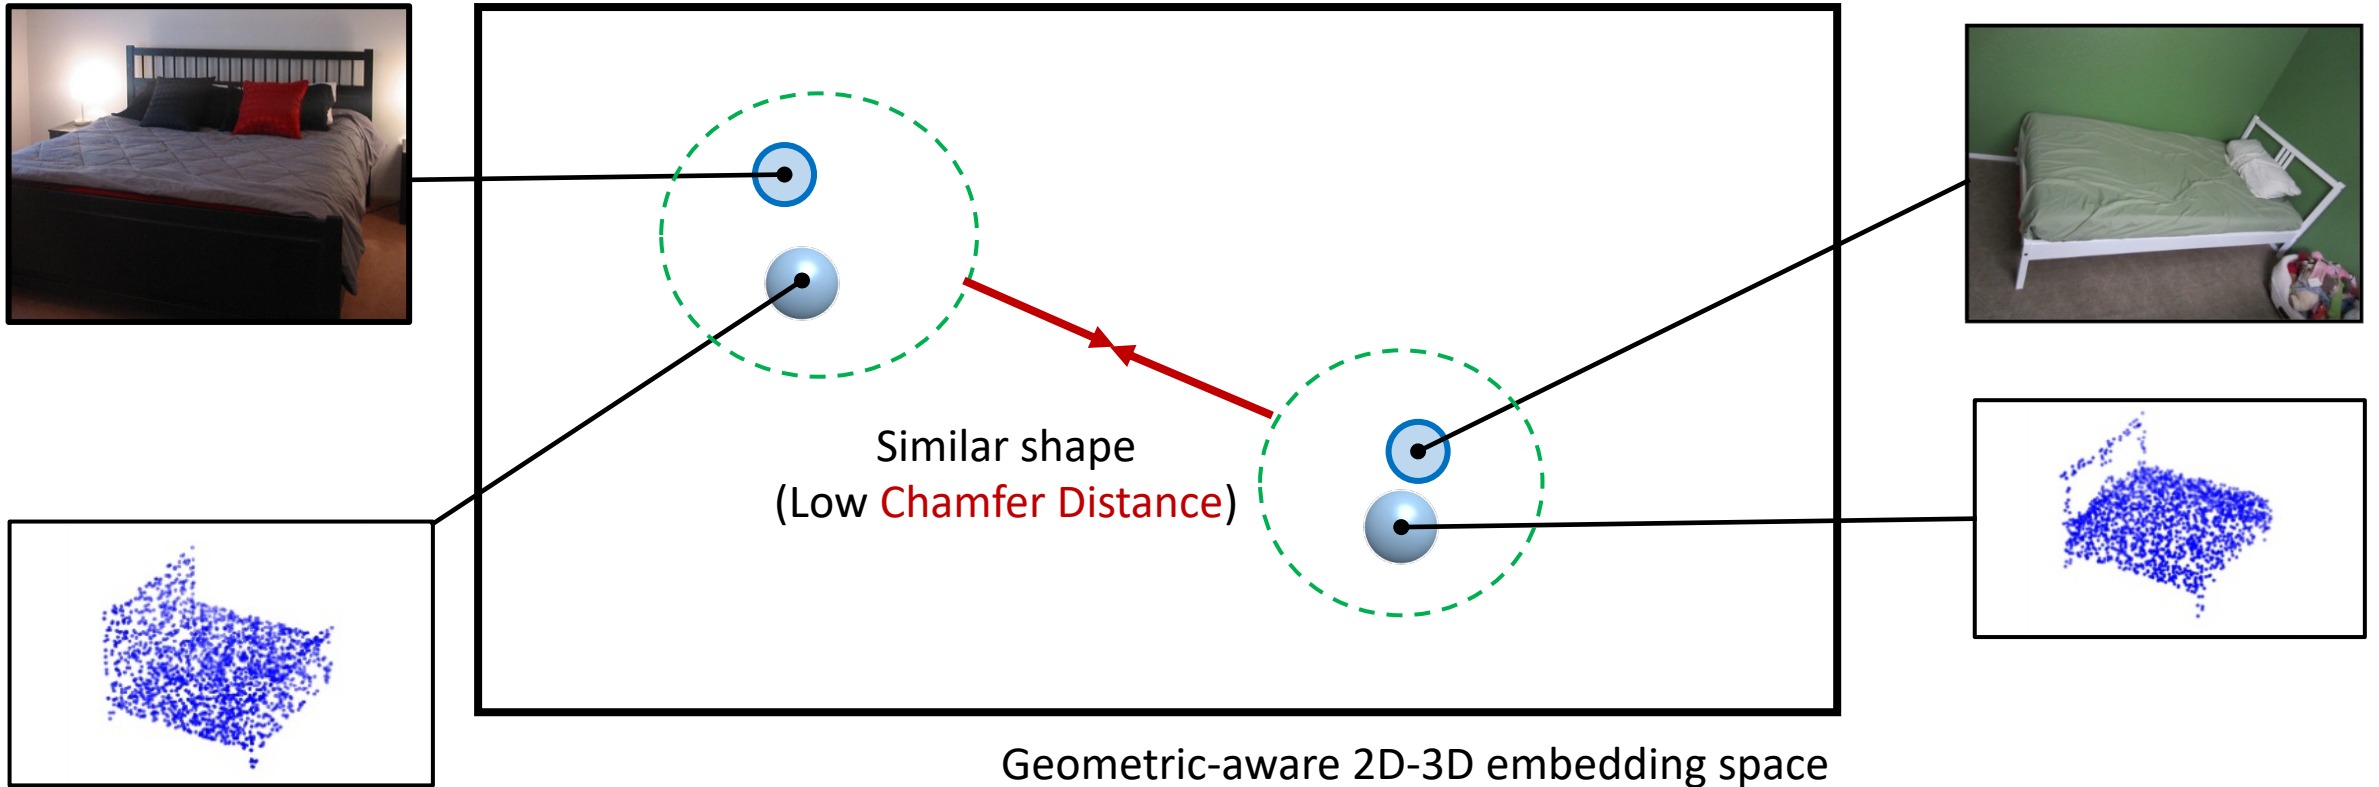 Similar shape
(Low Chamfer Distance)
Geometric-aware 2D-3D embedding space